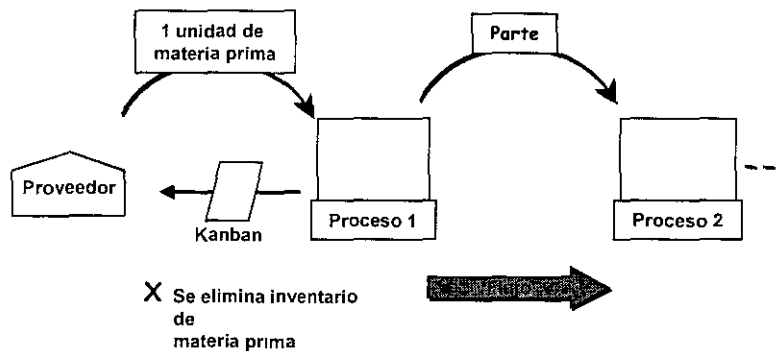 1 unidad de
materia prima
Parte
Proveedor
Kanban
Proceso 1
Proceso 2
X Se elimina inventario
de
materia prima